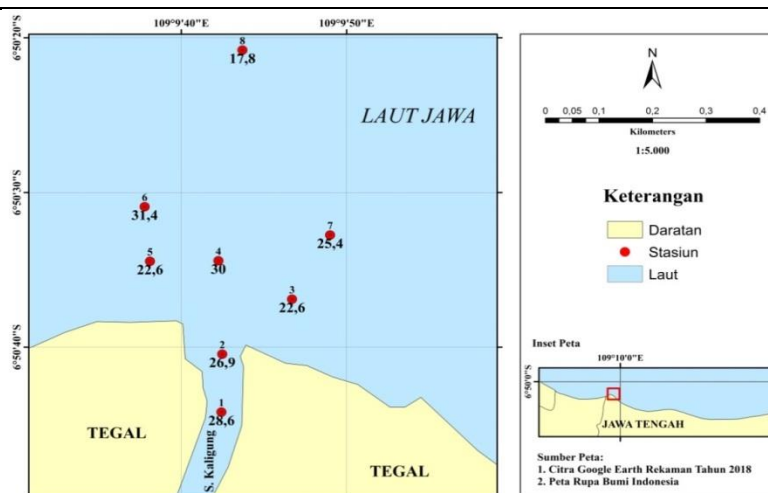 109°9'40"E
109°9'50"E
6°50'20"S
6°50'30"S
6°50'40"S
8
17,8
LAUT JAWA
6
31,4
7
25,4
5
22,6
4
30
3
22,6
2
26,9
1
28,6
TEGAL
S. Kaligung
TEGAL
N
0 0,05 0,1 0,2 0,3 0,4
Kilometers
1:5.000
Keterangan
Daratan
Stasiun
Laut
Inset Peta
109°10'0"E
6°50'0"S
JAWA TENGAH
Sumber Peta:
1. Citra Google Earth Rekaman Tahun 2018
2. Peta Rupa Bumi Indonesia